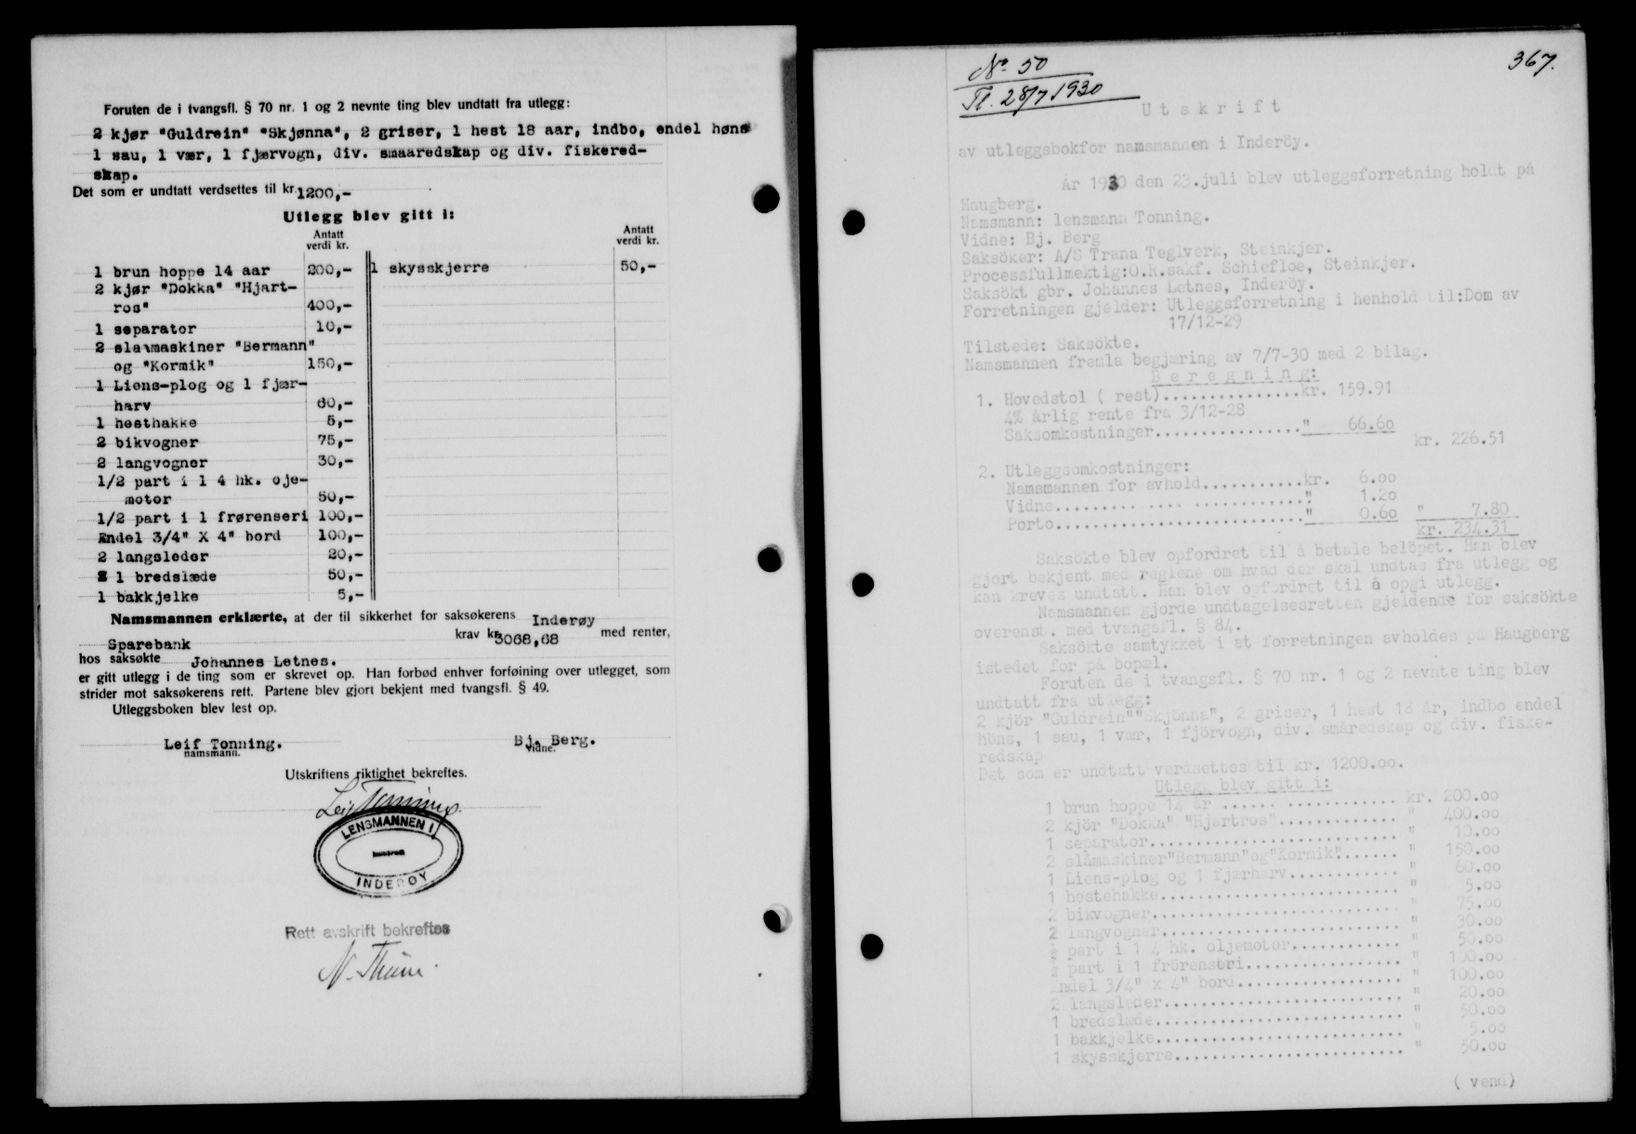 Foruten de i tvangsfl. § 70 nr. 1 og 2 nevnte ting blev undtatt fra utlegg:
2 kjør "Guldrein" "Skjønna", 2 griser, 1 hest 18 aar, indbo, endel høns
1 sau, 1 vær, 1 fjærvogn, div. smaaredskap og div. fiskered-
skap.
Det som er undtatt verdsettes til kr. 1200,-
Utlegg blev gitt i:
Antatt verdi kr. Antatt verdi kr.
1 brun hoppe 14 aar 200,- 1 skysskjerre 50,-
2 kjør "Dokka" "Hjart-
ros" 400,-
1 separator 10,-
2 slaamaskiner "Bermann"
og "Kormik" 150,-
1 Liens-plog og 1 fjær-
harv 60,-
1 hesthakke 5,-
2 bikvogner 75,-
2 langvogner 30,-
1/2 part i 1 4 hk. oje-
motor 50,-
1/2 part i 1 frørenseri 100,-
Endel 3/4" X 4" bord 100,-
2 langsleder 20,-
1 bredslæde 50,-
1 bakkjelke 5,-
Namsmannen erklærte, at der til sikkerhet for saksøkerens Inderøy
Sparebank krav kr. 3068,68 med renter,
hos saksøkte Johannes Letnes.
er gitt utlegg i de ting som er skrevet op. Han forbød enhver forføining over utlegget, som
strider mot saksøkerens rett. Partene blev gjort bekjent med tvangsfl. § 49.
Utleggsboken blev lest op.
Leif Tonning. Bj. Berg.
namsmann. vidne.
Utskriftens riktighet bekreftes.
Leif Tonning.
LENSMANNEN I
INDERØY
Rett avskrift bekreftes
N. Thune.
No 50 367.
Tl. 28/7 1930
Utskrift
av utleggsbokfor namsmannen i Inderöy.
År 1930 den 23.juli blev utleggsforretning holdt på
Haugberg.
Namsmann: lensmann Tonning.
Vidne: Bj. Berg
Saksöker: A/S Trana Teglverk, Steinkjer.
Processfullmektig:O.R.sakf. Schiefloe, Steinkjer.
Saksökt gbr. Johannes Letnes, Inderöy.
Forretningen gjelder: Utleggsforretning i henhold til:Dom av
17/12-29
Tilstede: Saksökte.
Namsmannen fremla begjæring av 7/7-30 med 2 bilag.
Beregning:
1. Hovedstol ( rest)...............kr. 159.91
4% årlig rente fra 3/12-28
Saksomkostninger................." 66.60
kr. 226.51
2. Utleggsomkostninger:
Namsmannen for avhold...........kr. 6.00
Vidne......... .... .........." 1.20
Porto..........................." 0.60 " 7.80
kr. 234.31
Saksökte blev opfordret til å betale belöpet. Han blev
gjort bekjent med reglene om hvad der skal undtas fra utlegg og
kan kreves undtatt. Han blev opfordret til å opgi utlegg.
Namsmannen gjorde undtagelsesretten gjeldende for saksökte
overenst. med tvangsfl. § 84.
Saksökte samtykket i at forretningen avholdes på Haugberg
istedet for på bopæl.
Foruten de i tvangsfl. § 70 nr. 1 og 2 nevnte ting blev
undtatt fra utlegg:
2 kjör "Guldrein""Skjönna", 2 griser, 1 hest 18 år, indbo endel
höns, 1 sau, 1 vær, 1 fjörvogn, div. småredskap og div. fiske-
redskap
Det som er undtatt verdsettes til kr. 1200.oo.
Utlegg blev gitt i:
1 brun hoppe 14 år ...... ............ kr. 200.oo
2 kjör "Dokka" "Hjartros"............. " 400.oo
1 separator........................... " 10.oo
2 slåmaskiner"Bermann"og"Kormik"...... " 150.oo
1 Liens-plog og 1 fjærharv............ " 60.oo
1 hestehakke.......................... " 5.oo
2 bikvogner........................... " 75.oo
2 langvogner.......................... " 30.oo
½ part i 1 4 hk. oljemotor............ " 50.oo
½ part i 1 frörenseri................. " 100.oo
Endel 3/4" x 4" bord.................. " 100.oo
2 langsleder.......................... " 20.oo
1 bredslæde........................... " 50.oo
1 bakkjelke........................... " 5.oo
1 skysskjerre......................... " 50.oo
( vend)